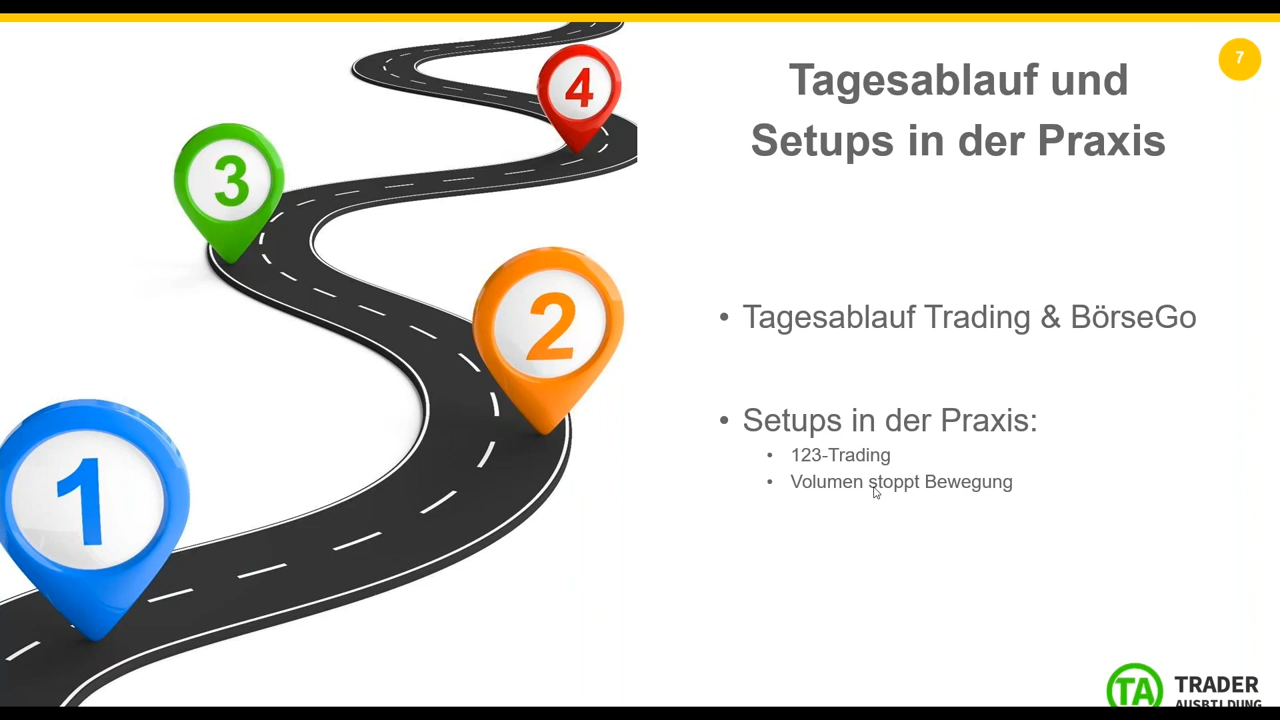 Tagesablauf und
Setups in der Praxis
7
4
3
2
1
• Tagesablauf Trading & BörseGo
• Setups in der Praxis:
• 123-Trading
• Volumen stoppt Bewegung
TA TRADER
AUSBILDUNG